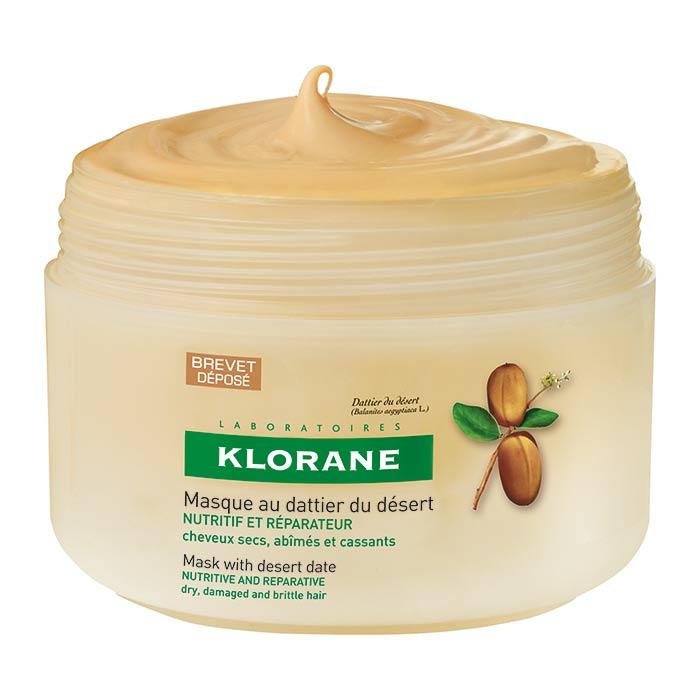 BREVET
DÉPOSÉ
Dattier du désert
(Balanites aegyptiaca L.)
LABORATOIRES
KLORANE
Masque au dattier du désert
NUTRITIF ET RÉPARATEUR
cheveux secs, abîmés et cassants
Mask with desert date
NUTRITIVE AND REPARATIVE
dry, damaged and brittle hair